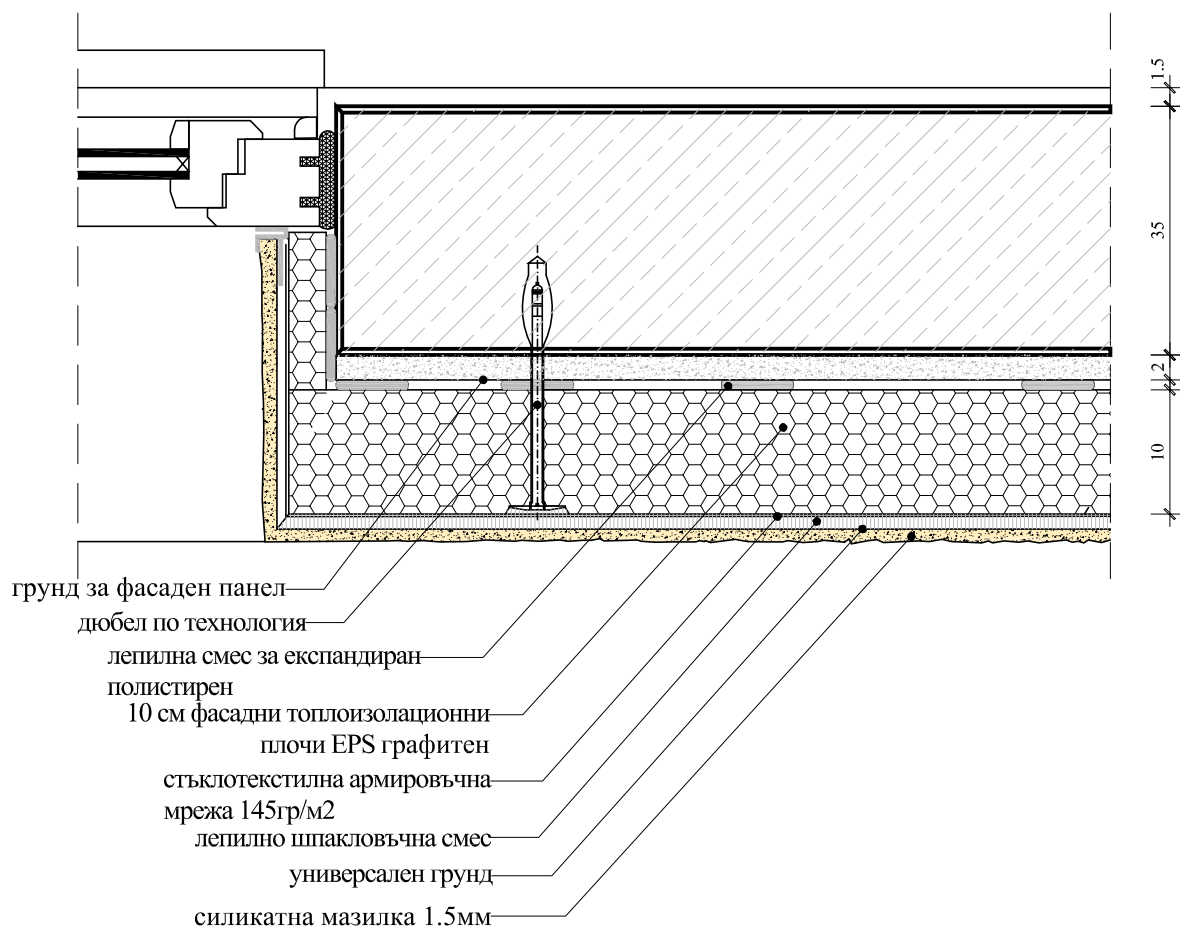 1.5
35
2
10
грунд за фасаден панел
дюбел по технология
лепилна смес за експандиран
полистирен
10 см фасадни топлоизолационни
плочи EPS графитен
стъклотекстилна армировъчна
мрежа 145гр/м2
лепилно шпакловъчна смес
универсален грунд
силикатна мазилка 1.5мм